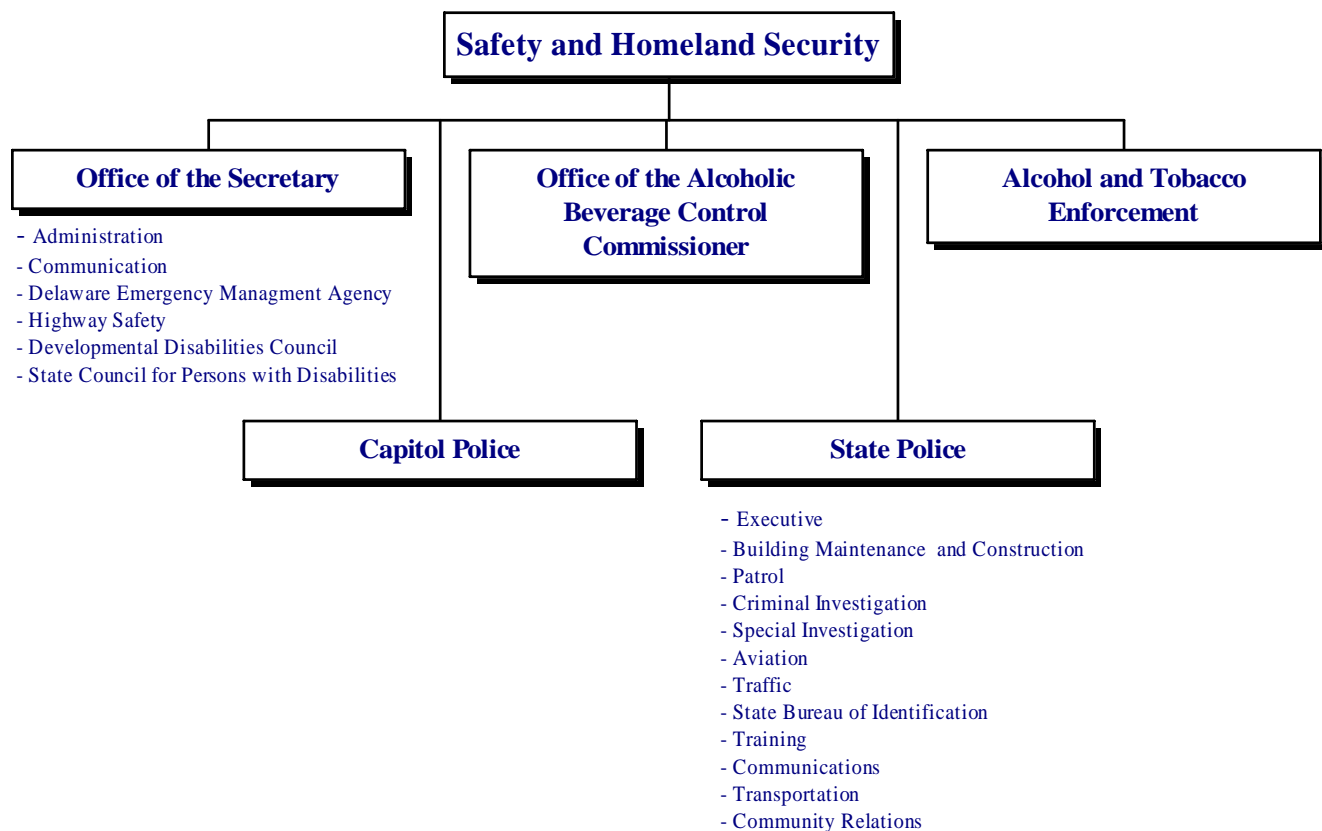 Safety and Homeland Security
Office of the Secretary
- Administration
- Communication
- Delaware Emergency Managment Agency
- Highway Safety
- Developmental Disabilities Council
- State Council for Persons with Disabilities
Office of the Alcoholic
Beverage Control
Commissioner
Alcohol and Tobacco
Enforcement
Capitol Police
State Police
- Executive
- Building Maintenance and Construction
- Patrol
- Criminal Investigation
- Special Investigation
- Aviation
- Traffic
- State Bureau of Identification
- Training
- Communications
- Transportation
- Community Relations